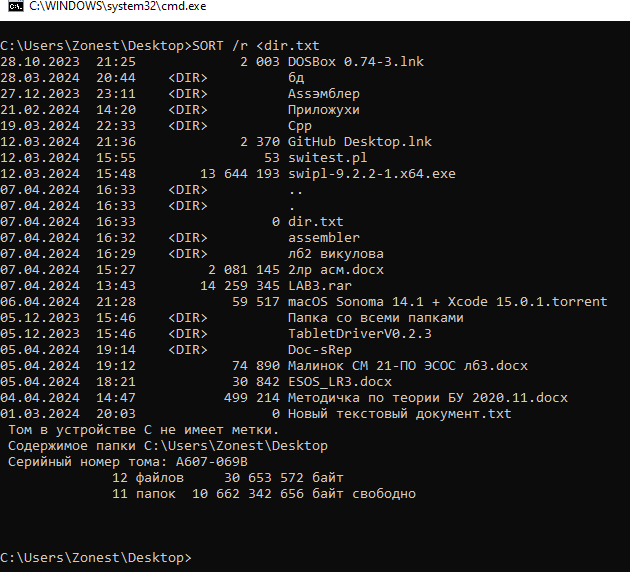 C:\WINDOWS\system32\cmd.exe
C:\Users\Zonest\Desktop>SORT /r <dir.txt
28.10.2023  21:25             2 003 DOSBox 0.74-3.lnk
28.03.2024  20:44    <DIR>          бд
27.12.2023  23:11    <DIR>          Assэмблер
21.02.2024  14:20    <DIR>          Приложухи
19.03.2024  22:33    <DIR>          Cpp
12.03.2024  21:36             2 370 GitHub Desktop.lnk
12.03.2024  15:55                53 switest.pl
12.03.2024  15:48        13 644 193 swipl-9.2.2-1.x64.exe
07.04.2024  16:33    <DIR>          ..
07.04.2024  16:33    <DIR>          .
07.04.2024  16:33                 0 dir.txt
07.04.2024  16:32    <DIR>          assembler
07.04.2024  16:29    <DIR>          лб2 викулова
07.04.2024  15:27         2 081 145 2лр асм.docx
07.04.2024  13:43        14 259 345 LAB3.rar
06.04.2024  21:28            59 517 macOS Sonoma 14.1 + Xcode 15.0.1.torrent
05.12.2023  15:46    <DIR>          Папка со всеми папками
05.12.2023  15:46    <DIR>          TabletDriverV0.2.3
05.04.2024  19:14    <DIR>          Doc-sRep
05.04.2024  19:12            74 890 Малинок СМ 21-ПО ЭСОС лб3.docx
05.04.2024  18:21            30 842 ESOS_LR3.docx
04.04.2024  14:47           499 214 Методичка по теории БУ 2020.11.docx
01.03.2024  20:03                 0 Новый текстовый документ.txt
Том в устройстве C не имеет метки.
Содержимое папки C:\Users\Zonest\Desktop
Серийный номер тома: A607-069B
12 файлов     30 653 572 байт
11 папок  10 662 342 656 байт свободно
C:\Users\Zonest\Desktop>